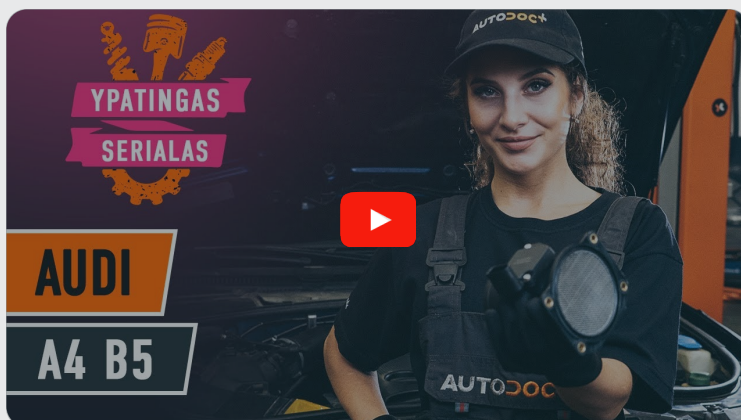 YPATINGAS
SERIALAS
AUDI
A4 B5
AUTODOC+
AUTODOC